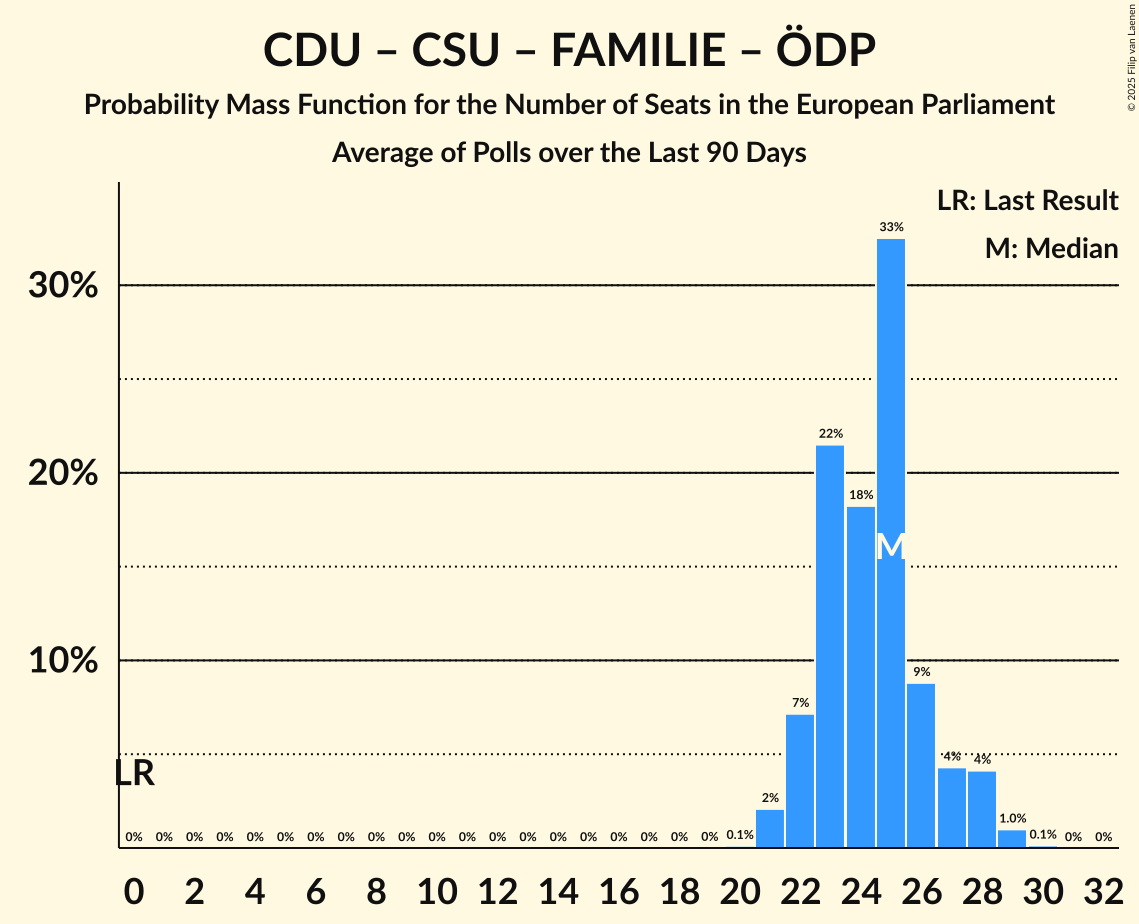 CDU – CSU – FAMILIE – ÖDP
Probability Mass Function for the Number of Seats in the European Parliament
Average of Polls over the Last 90 Days
© 2025 Filip van Laenen
LR: Last Result
M: Median
33%
30%
22%
20%
18%
M
10%
9%
7%
4% 4%
LR
2%
1.0%
0% 0% 0% 0% 0% 0% 0% 0% 0% 0% 0% 0% 0% 0% 0% 0% 0% 0% 0% 0% 0.1% 0.1% 0% 0%
0 2 4 6 8 10 12 14 16 18 20 22 24 26 28 30 32